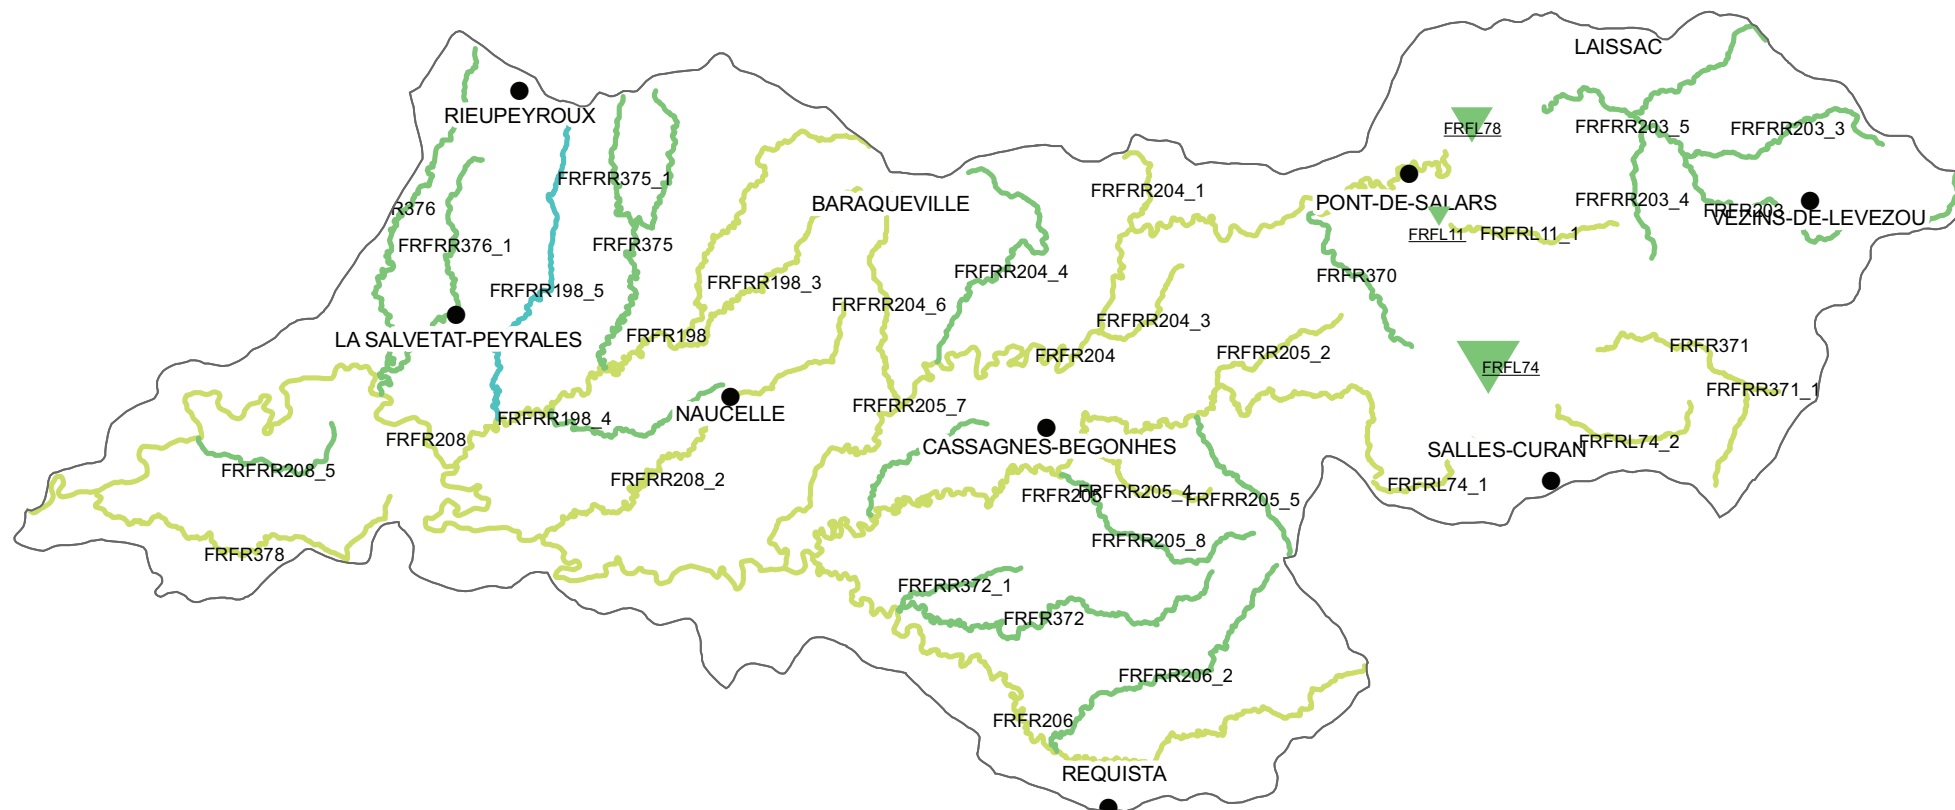 LAISSAC
RIEUPEYROUX
FRFL78
FRFRR203_5
FRFRR203_3
FRFRR375_1
FRFRR204_1
R376
BARAQUEVILLE
PONT-DE-SALARS
FRFRR203_4
FRFR203
VEZINS-DE-LEVEZOU
FRFRR376_1
FRFR375
FRFL11
FRFRL11_1
FRFRR204_4
FRFR370
FRFRR198_5
FRFRR198_3
FRFRR204_6
FRFRR204_3
LA SALVETAT-PEYRALES
FRFR198
FRFR204
FRFRR205_2
FRFR371
FRFL74
FRFRR371_1
FRFRR205_7
FRFRR198_4
NAUCELLE
FRFR208
CASSAGNES-BEGONHES
SALLES-CURAN
FRFRL74_2
FRFRR208_5
FRFRR208_2
FRFRL74_1
FRFR205
FRFRR205_4
FRFRR205_5
FRFR378
FRFRR205_8
FRFRR372_1
FRFR372
FRFRR206_2
FRFR206
REQUISTA